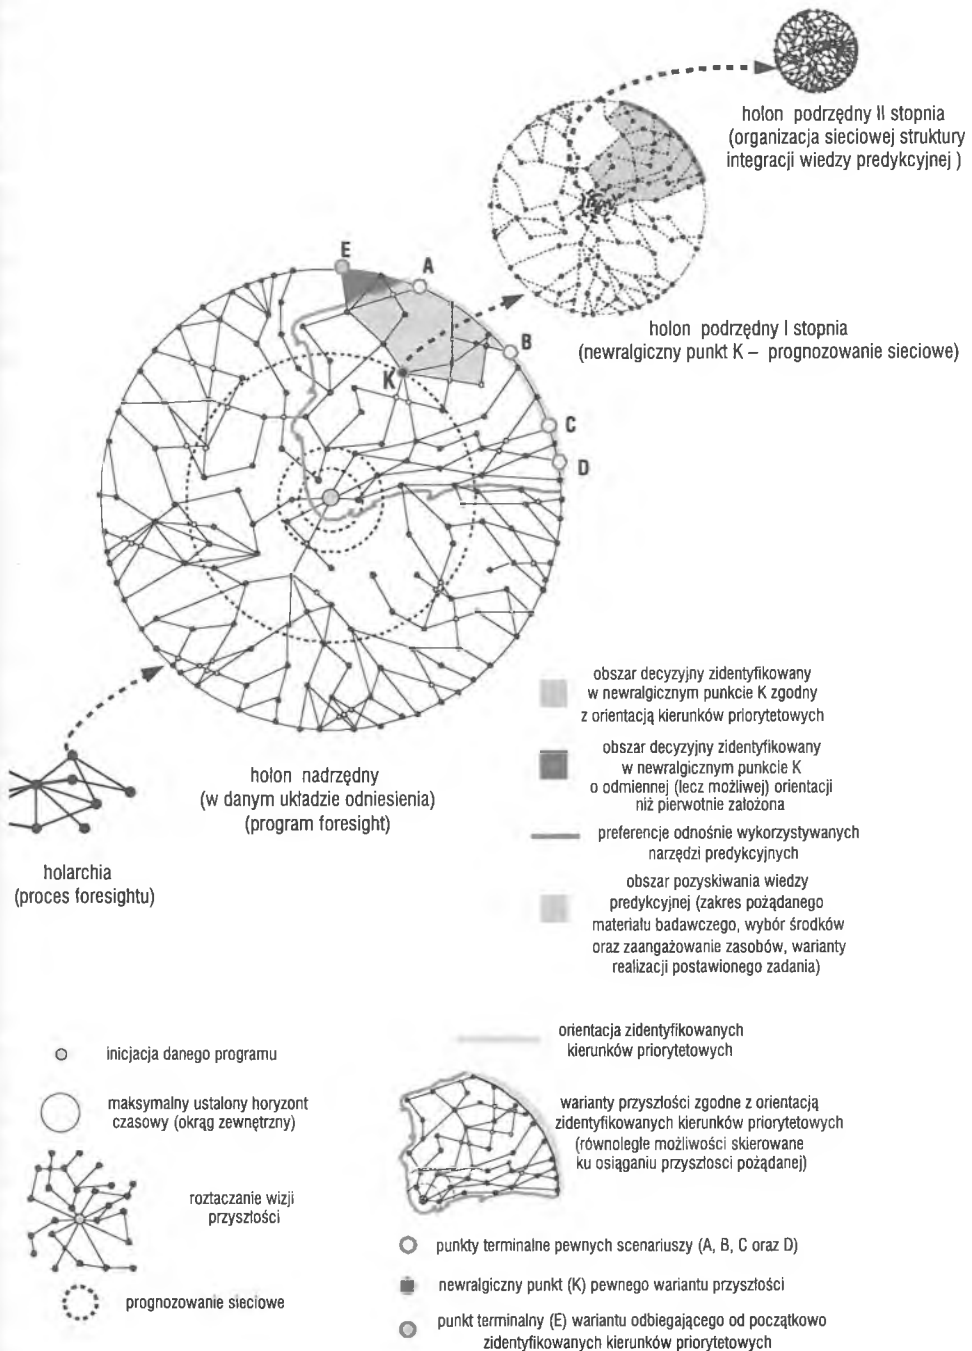 holon podrzędny II stopnia
(organizacja sieciowej struktury
integracji wiedzy predykcyjnej )
holon podrzędny I stopnia
(newralgiczny punkt K – prognozowanie sieciowe)
E
A
B
K
C
D
holon nadrzędny
(w danym układzie odniesienia)
(program foresight)
holarchia
(proces foresightu)
obszar decyzyjny zidentyfikowany
w newralgicznym punkcie K zgodny
z orientacją kierunków priorytetowych
obszar decyzyjny zidentyfikowany
w newralgicznym punkcie K
o odmiennej (lecz możliwej) orientacji
niż pierwotnie założona
preferencje odnośnie wykorzystywanych
narzędzi predykcyjnych
obszar pozyskiwania wiedzy
predykcyjnej (zakres pożądanego
materiału badawczego, wybór środków
oraz zaangażowanie zasobów, warianty
realizacji postawionego zadania)
inicjacja danego programu
maksymalny ustalony horyzont
czasowy (okrąg zewnętrzny)
roztaczanie wizji
przyszłości
prognozowanie sieciowe
orientacja zidentyfikowanych
kierunków priorytetowych
warianty przyszłości zgodne z orientacją
zidentyfikowanych kierunków priorytetowych
(równoległe możliwości skierowane
ku osiąganiu przyszłosci pożądanej)
punkty terminalne pewnych scenariuszy (A, B, C oraz D)
newralgiczny punkt (K) pewnego wariantu przyszłości
punkt terminalny (E) wariantu odbiegającego od początkowo
zidentyfikowanych kierunków priorytetowych